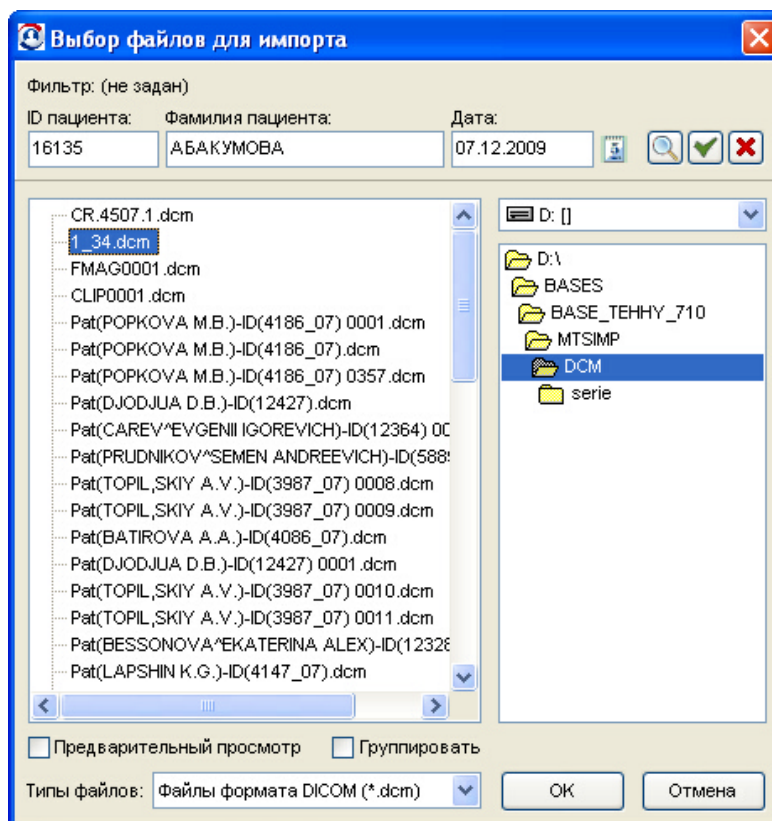 Выбор файлов для импорта
Фильтр: (не задан)
ID пациента: Фамилия пациента: Дата:
16135 АБАКУМОВА 07.12.2009
CR.4507.1.dcm
1_34.dcm
FMAG0001.dcm
CLIP0001.dcm
Pat(POPKOVA M.B.)-ID(4186_07) 0001.dcm
Pat(POPKOVA M.B.)-ID(4186_07).dcm
Pat(POPKOVA M.B.)-ID(4186_07) 0357.dcm
Pat(DJODJUA D.B.)-ID(12427).dcm
Pat(CAREV^EVGENII IGOREVICH)-ID(12364) 00
Pat(PRUDNIKOV^SEMEN ANDREEVICH)-ID(588
Pat(TOPIL,SKIY A.V.)-ID(3987_07) 0008.dcm
Pat(TOPIL,SKIY A.V.)-ID(3987_07) 0009.dcm
Pat(BATIROVA A.A.)-ID(4086_07).dcm
Pat(DJODJUA D.B.)-ID(12427) 0001.dcm
Pat(TOPIL,SKIY A.V.)-ID(3987_07) 0010.dcm
Pat(TOPIL,SKIY A.V.)-ID(3987_07) 0011.dcm
Pat(BESSONOVA^EKATERINA ALEX)-ID(12328
Pat(LAPSHIN K.G.)-ID(4147_07).dcm
D: []
D:\
BASES
BASE_TEHHY_710
MTSIMP
DCM
serie
Предварительный просмотр Группировать
Типы файлов: Файлы формата DICOM (*.dcm) OK Отмена